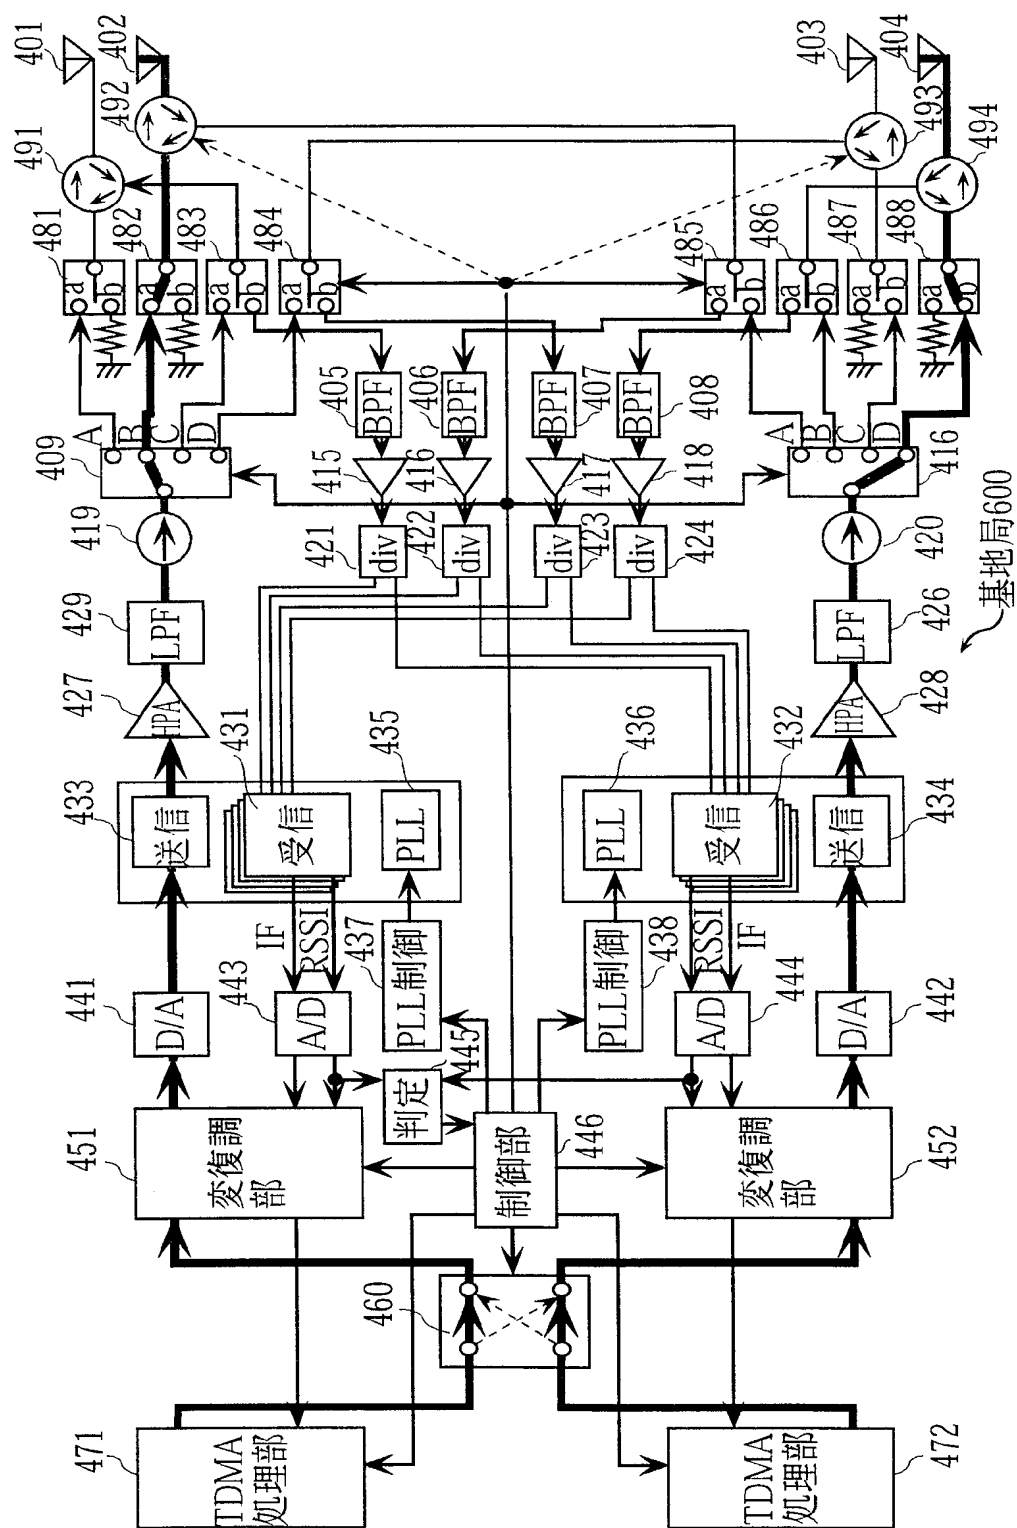 401
402
403
404
491
492
493
494
481
482
483
484
485
486
487
488
a
b
a
b
a
b
a
b
a
b
a
b
a
b
a
b
409
A
B
C
D
A
B
C
D
416
405
BPF
406
BPF
BPF
407
BPF
408
415
416
417
418
419
420
421
div
422
div
div
423
div
424
429
LPF
LPF
426
基地局600
427
HPA
HPA
428
433
送信
431
受信
435
PLL
436
PLL
432
受信
434
送信
IF
RSSI
437
PLL制御
438
PLL制御
RSSI
IF
441
D/A
443
A/D
444
A/D
442
D/A
445
判定
451
変復調
部
446
制御部
452
変復調
部
460
471
TDMA
処理部
472
TDMA
処理部